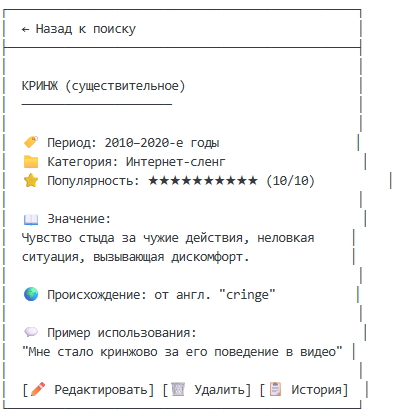 ← Назад к поиску
КРИНЖ (существительное)
🏷️ Период: 2010–2020-е годы
📁 Категория: Интернет-сленг
⭐ Популярность: ★★★★★★★★★★ (10/10)
📖 Значение:
Чувство стыда за чужие действия, неловкая
ситуация, вызывающая дискомфорт.
🌍 Происхождение: от англ. "cringe"
💬 Пример использования:
"Мне стало кринжово за его поведение в видео"
[✏️ Редактировать] [🗑️ Удалить] [📋 История]